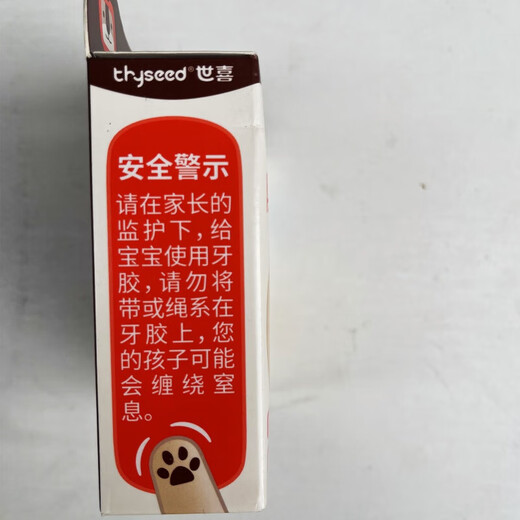 thyseed®世喜
安全警示
请在家长的
监护下,给
宝宝使用牙
胶,请勿将
带或绳系在
牙胶上,您
的孩子可能
会缠绕窒
息。